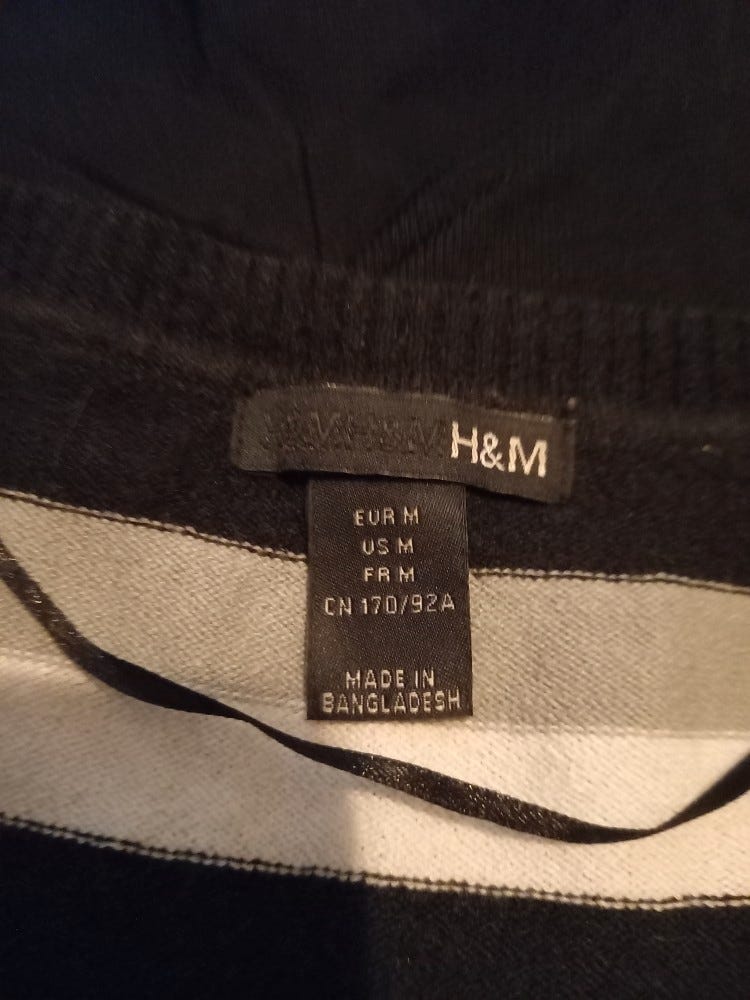 H&M H&M H&M
EUR M
US M
FR M
CN 170/92A
MADE IN
BANGLADESH